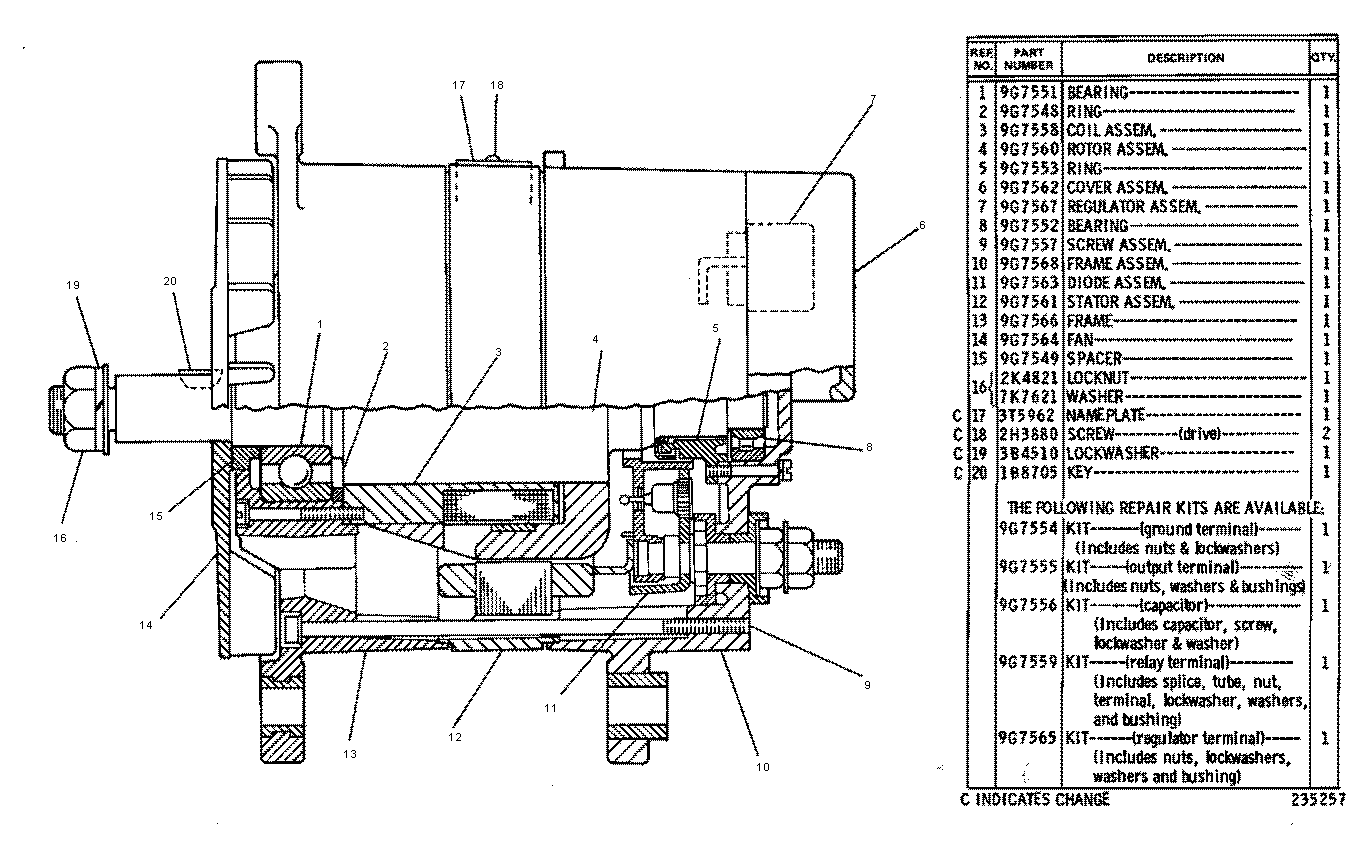 17
18
7
6
19
20
1
2
3
4
5
8
15
16
14
13
12
11
10
9
REF. NO. PART NUMBER DESCRIPTION QTY.
1 9G7551 BEARING 1
2 9G7548 RING 1
3 9G7558 COIL ASSEM. 1
4 9G7560 ROTOR ASSEM. 1
5 9G7553 RING 1
6 9G7562 COVER ASSEM. 1
7 9G7567 REGULATOR ASSEM. 1
8 9G7552 BEARING 1
9 9G7557 SCREW ASSEM. 1
10 9G7568 FRAME ASSEM. 1
11 9G7563 DIODE ASSEM. 1
12 9G7561 STATOR ASSEM. 1
13 9G7566 FRAME 1
14 9G7564 FAN 1
15 9G7549 SPACER 1
16{ 2K4821 LOCKNUT 1
7K7621 WASHER 1
C 17 3T5962 NAMEPLATE 1
C 18 2H3880 SCREW--------(drive) 2
C 19 3B4510 LOCKWASHER 1
C 20 1B8705 KEY 1
THE FOLLOWING REPAIR KITS ARE AVAILABLE:
9G7554 KIT------(ground terminal) 1
(Includes nuts & lockwashers)
9G7555 KIT-----(output terminal) 1
(Includes nuts, washers & bushings)
9G7556 KIT------(capacitor) 1
(Includes capacitor, screw,
lockwasher & washer)
9G7559 KIT-----(relay terminal) 1
(Includes splice, tube, nut,
terminal, lockwasher, washers,
and bushing)
9G7565 KIT------(regulator terminal) 1
(Includes nuts, lockwashers,
washers and bushing)
C INDICATES CHANGE 235257